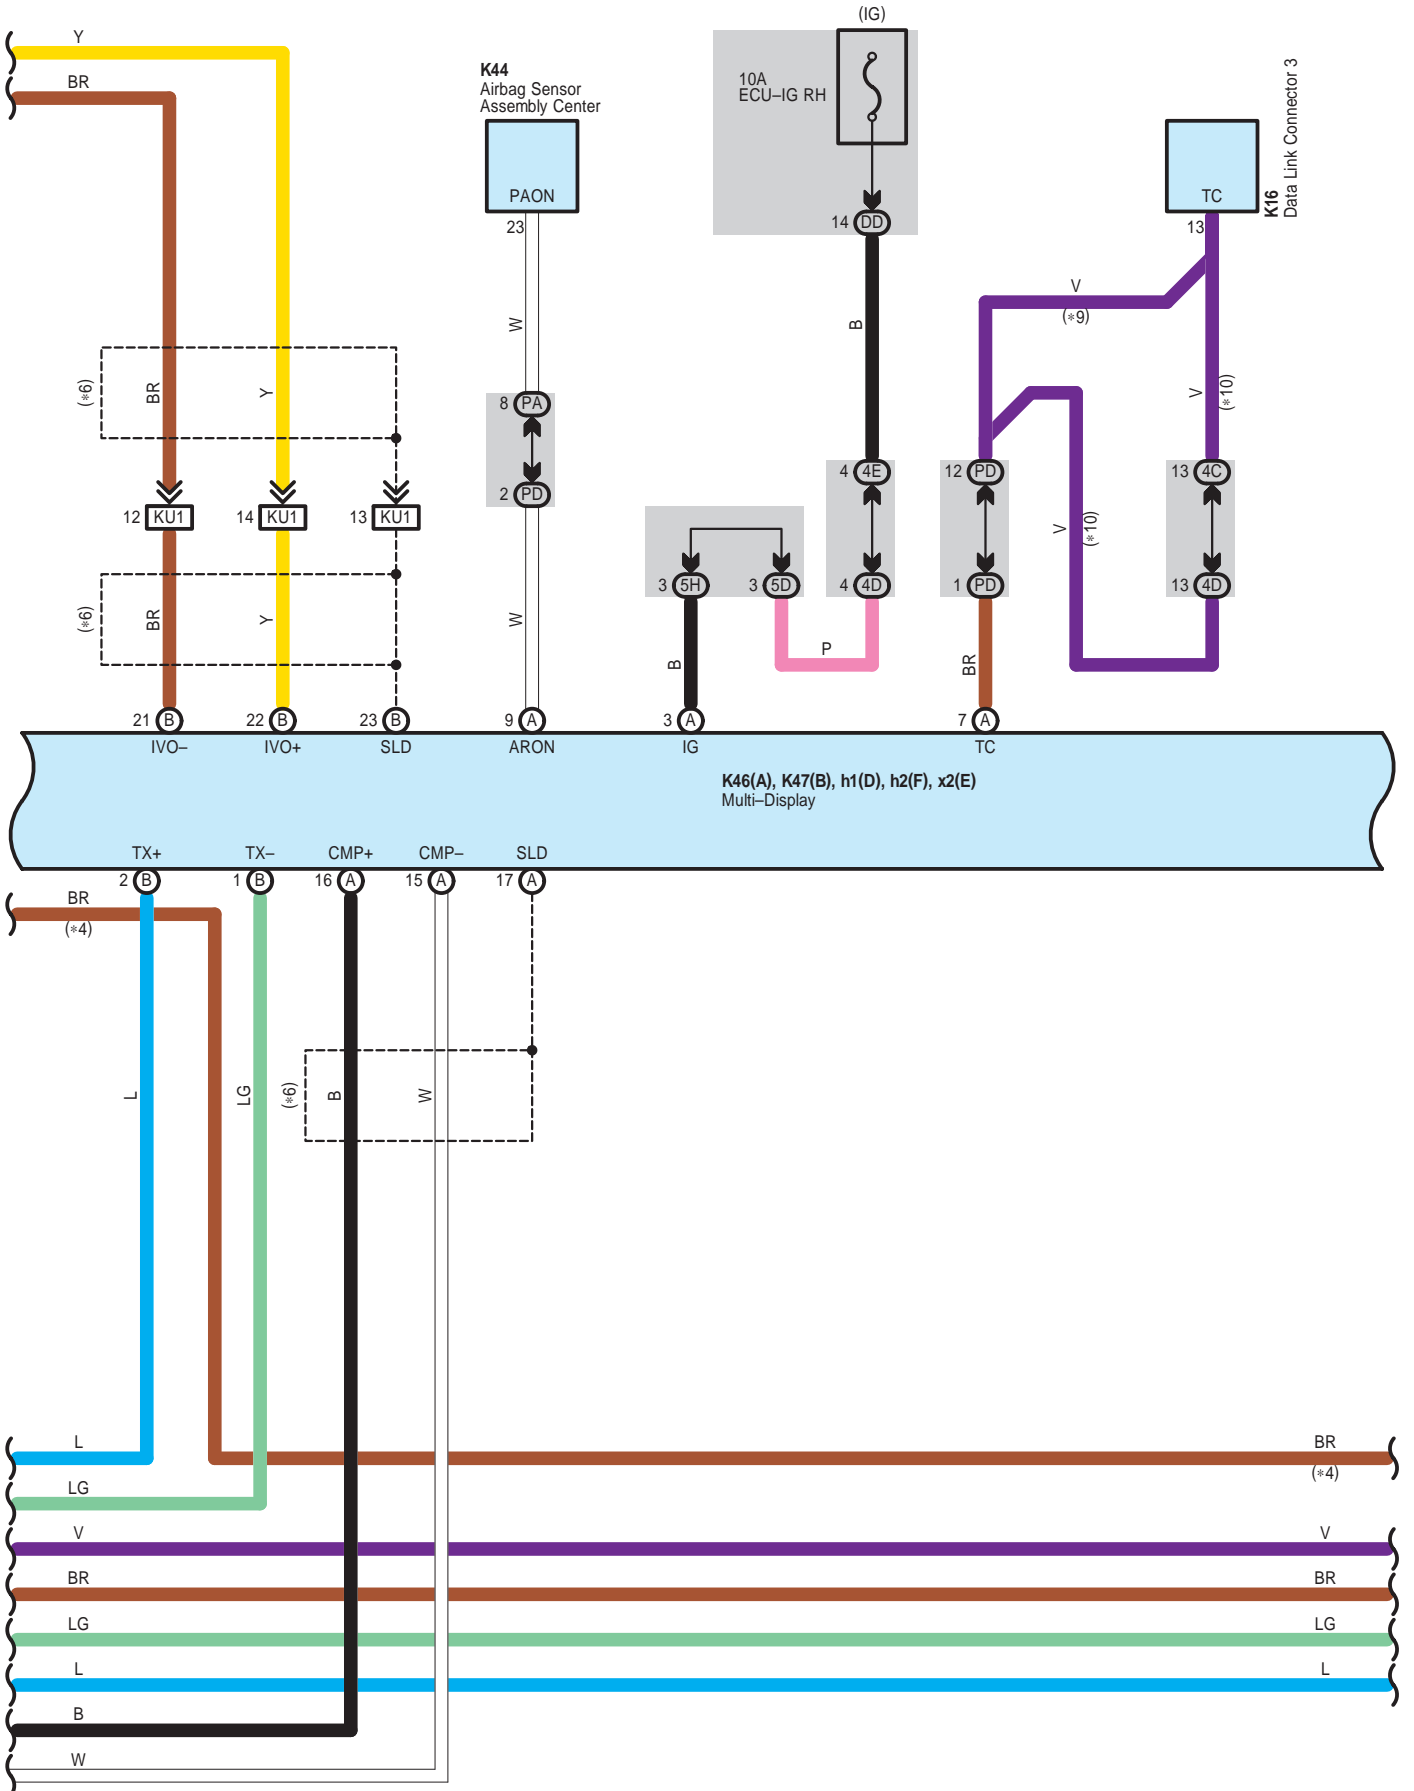 (IG)
Y
BR
K44
Airbag Sensor
Assembly Center
PAON
23
10A
ECU–IG RH
14 DD
TC
13
K16
Data Link Connector 3
V
(*9)
W
B
(*6)
BR
Y
V
(*10)
8 PA
2 PD
4 4E
12 PD
13 4C
12 KU1
14 KU1
13 KU1
V
(*10)
3 5H
3 5D
4 4D
1 PD
13 4D
(*6)
BR
Y
W
B
P
BR
21 B
22 B
23 B
9 A
3 A
7 A
IVO–
IVO+
SLD
ARON
IG
TC
K46(A), K47(B), h1(D), h2(F), x2(E)
Multi–Display
TX+
TX–
CMP+
CMP–
SLD
2 B
1 B
16 A
15 A
17 A
BR
(*4)
L
LG
(*6)
B
W
L
BR
(*4)
LG
V
V
BR
BR
LG
LG
L
L
B
W